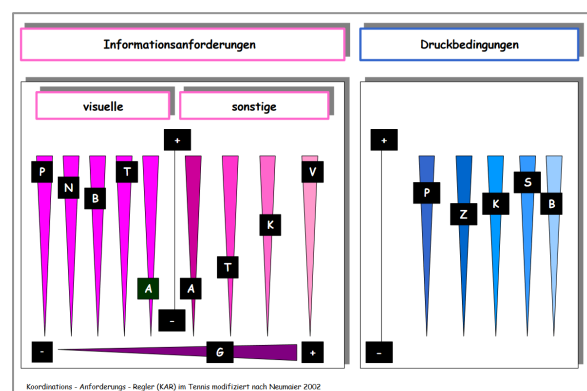 Informationsanforderungen
Druckbedingungen
visuelle
sonstige
+
+
P
T
V
N
B
S
P
K
B
Z
K
T
A
A
-
-
G
+
-
Koordinations - Anforderungs - Regler (KAR) im Tennis modifiziert nach Neumaier 2002